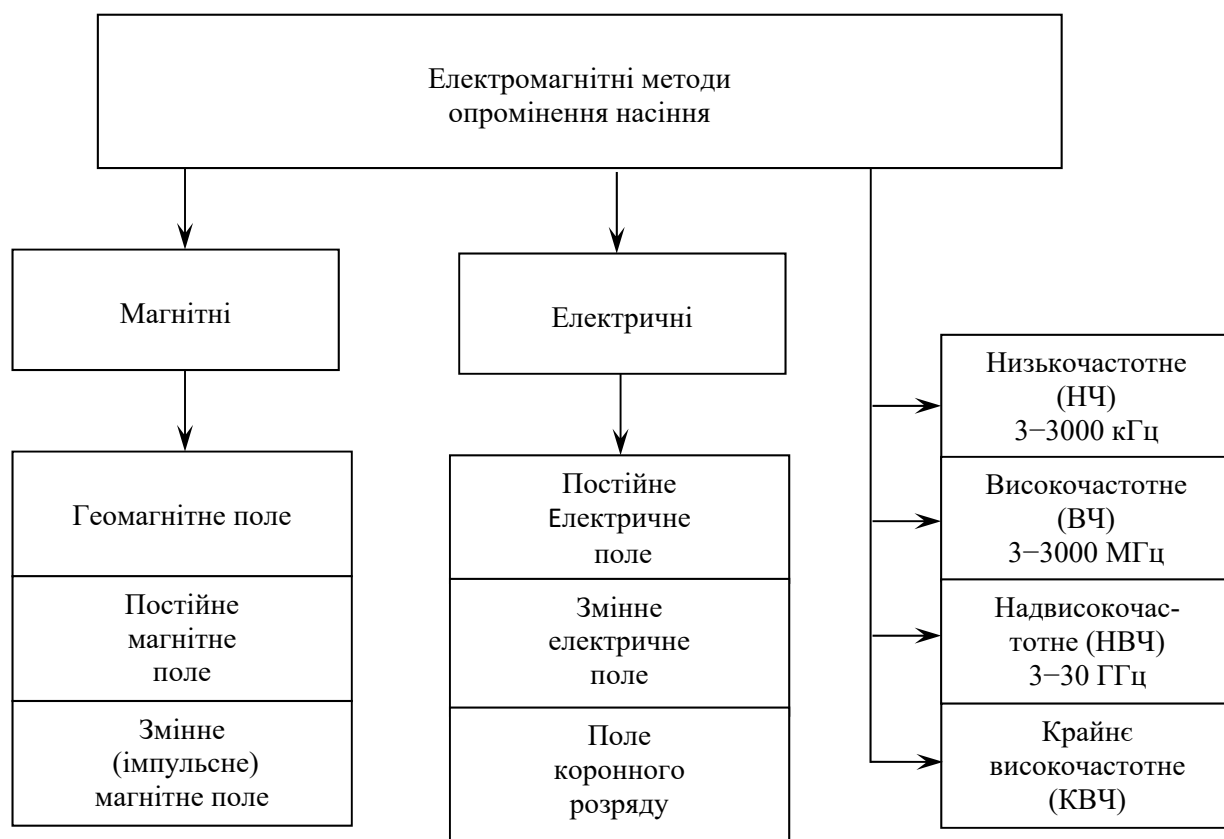 Електромагнітні методи
опромінення насіння
Магнітні
Електричні
Геомагнітне поле
Постійне
магнітне
поле
Змінне
(імпульсне)
магнітне поле
Постійне
Електричне
поле
Змінне
електричне
поле
Поле
коронного
розряду
Низькочастотне
(НЧ)
3−3000 кГц
Високочастотне
(ВЧ)
3−3000 МГц
Надвисокочас-
тотне (НВЧ)
3−30 ГГц
Крайнє
високочастотне
(КВЧ)